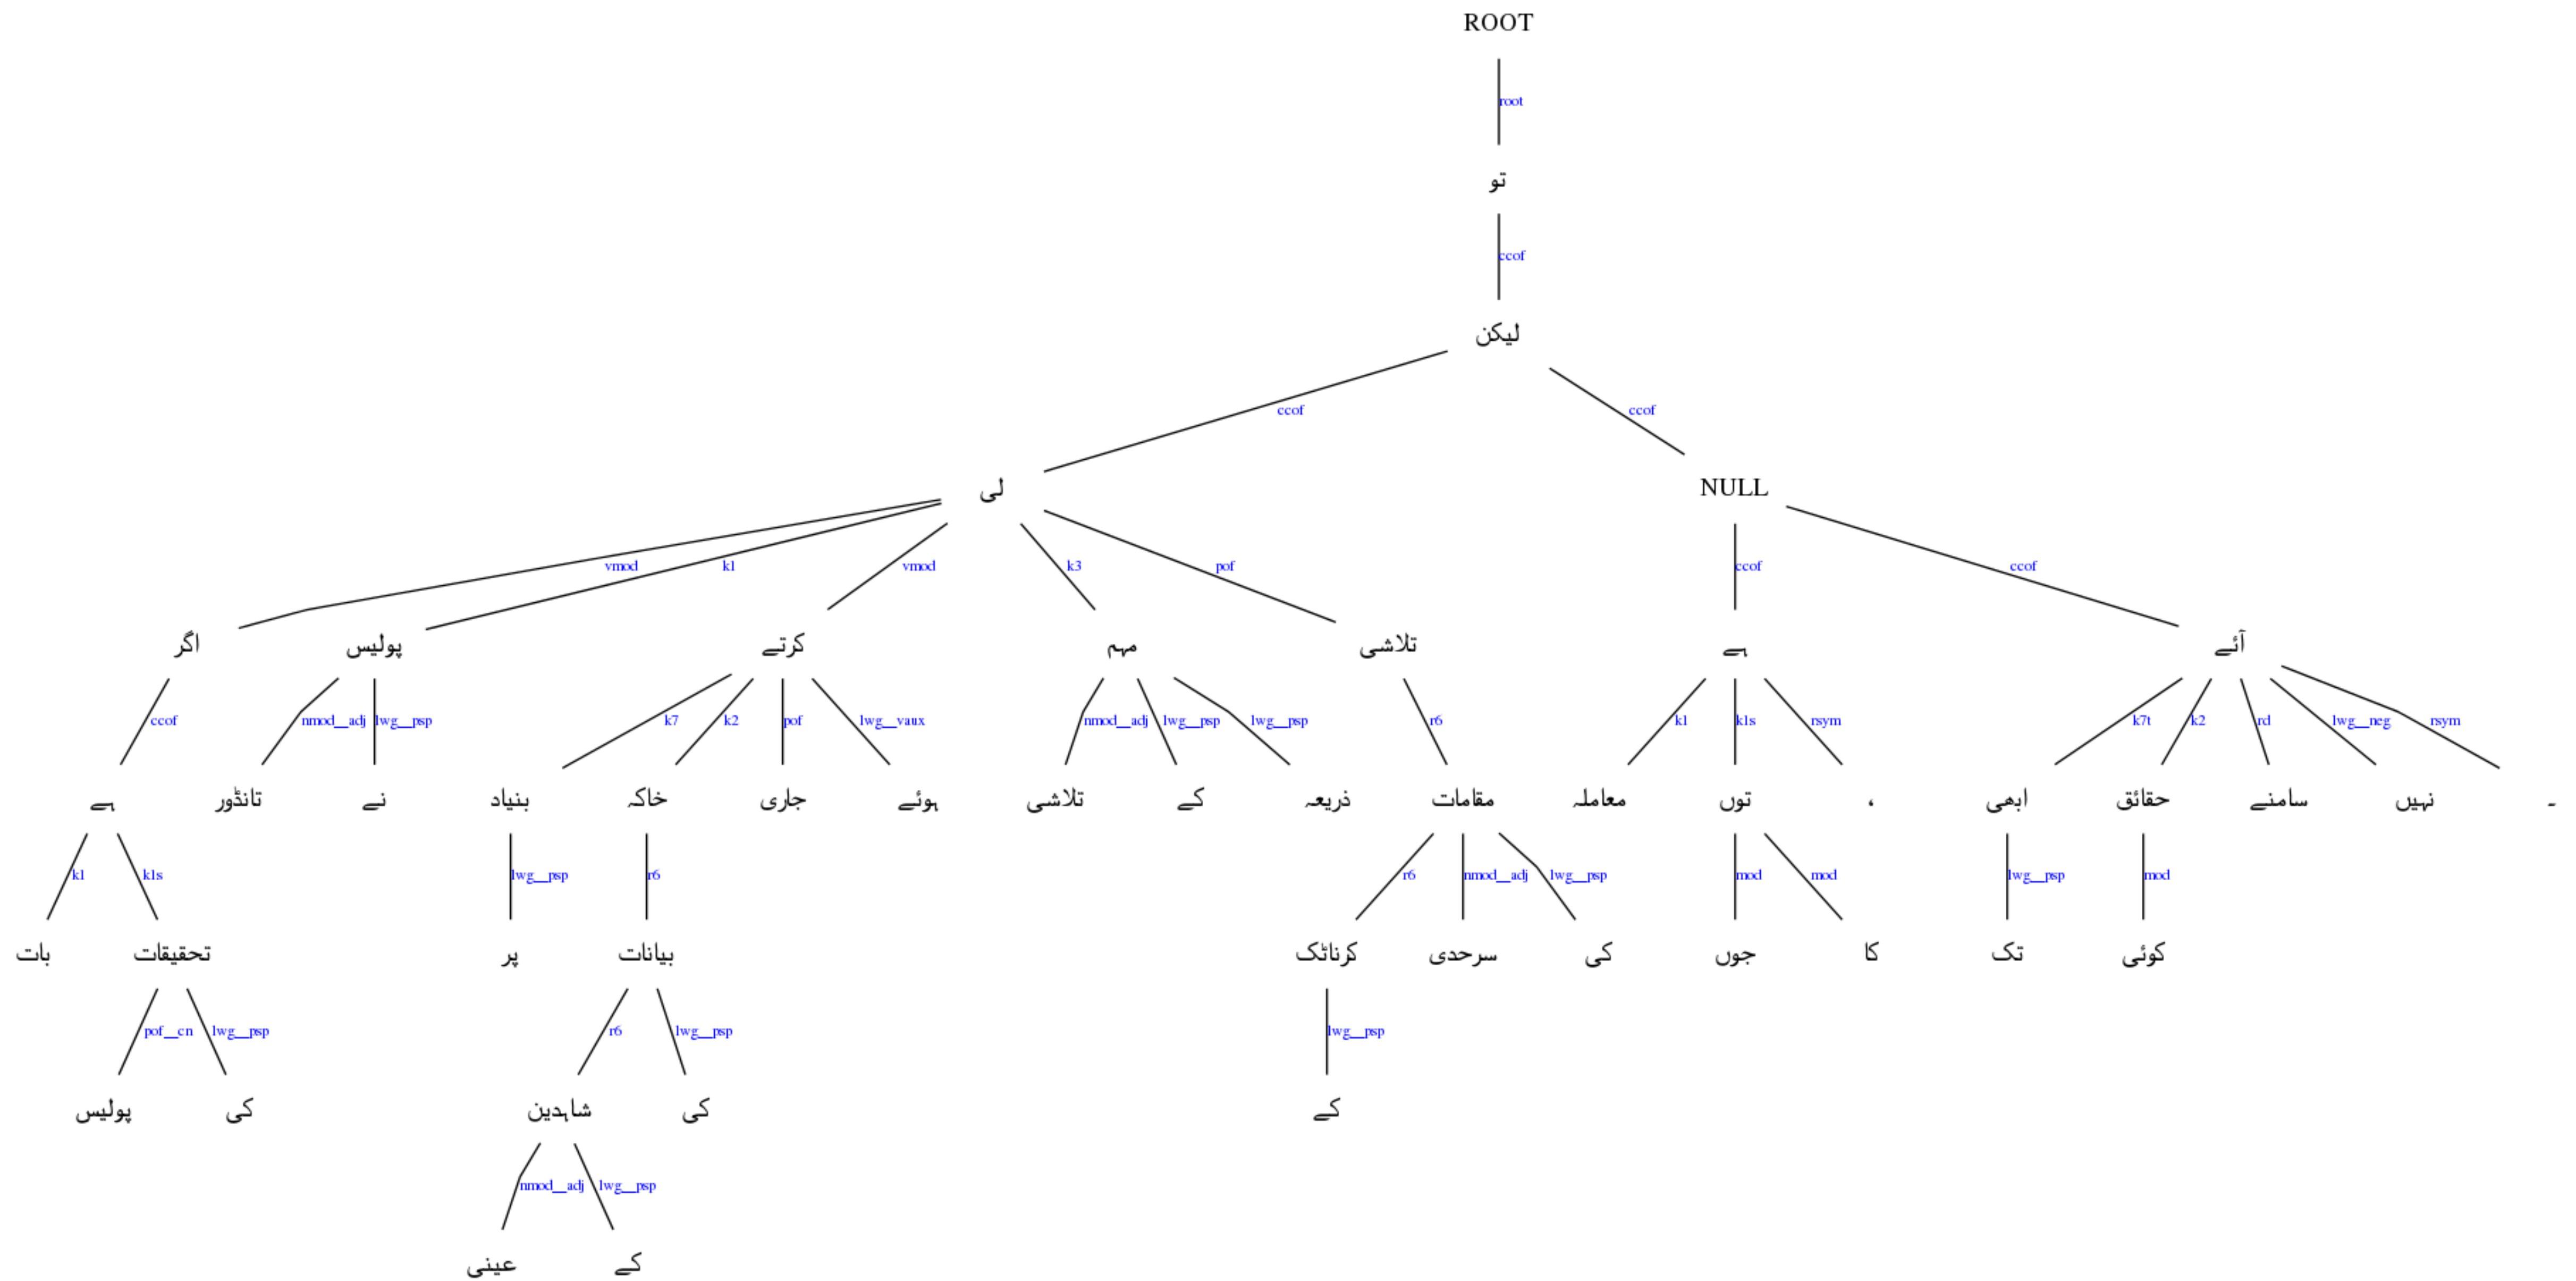 ROOT
root
تو
ccof
لیکن
ccof ccof
لی NULL
vmod k1 vmod k3 pof ccof ccof
اگر پولیس کرتے مہم تلاشی ہے آئے
ccof nmod__adj lwg__psp k7 k2 pof lwg__vaux nmod__adj lwg__psp lwg__psp r6 k1 k1s rsym k7t k2 rd lwg__neg rsym
ہے تانڈور نے بنیاد خاکہ جاری ہوئے تلاشی کے ذریعہ مقامات معاملہ توں ، ابھی حقائق سامنے نہیں ۔
k1 k1s lwg__psp r6 r6 nmod__adj lwg__psp mod mod lwg__psp mod
بات تحقیقات پر بیانات کرناٹک سرحدی کی جوں کا تک کوئی
pof__cn lwg__psp r6 lwg__psp lwg__psp
پولیس کی شاہدین کی کے
nmod__adj lwg__psp
عینی کے